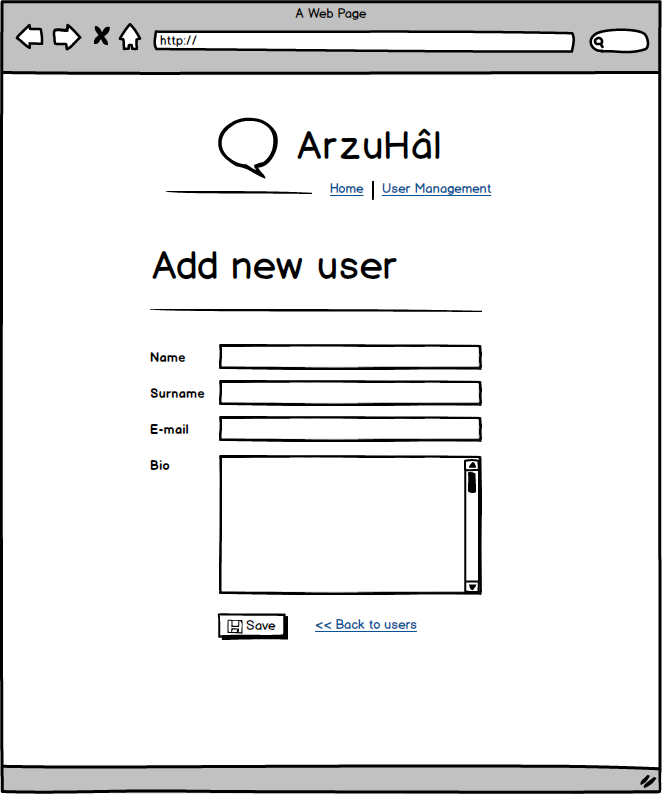 A Web Page
http://
ArzuHâl
Home | User Management
Add new user
Name
Surname
E-mail
Bio
Save
<< Back to users